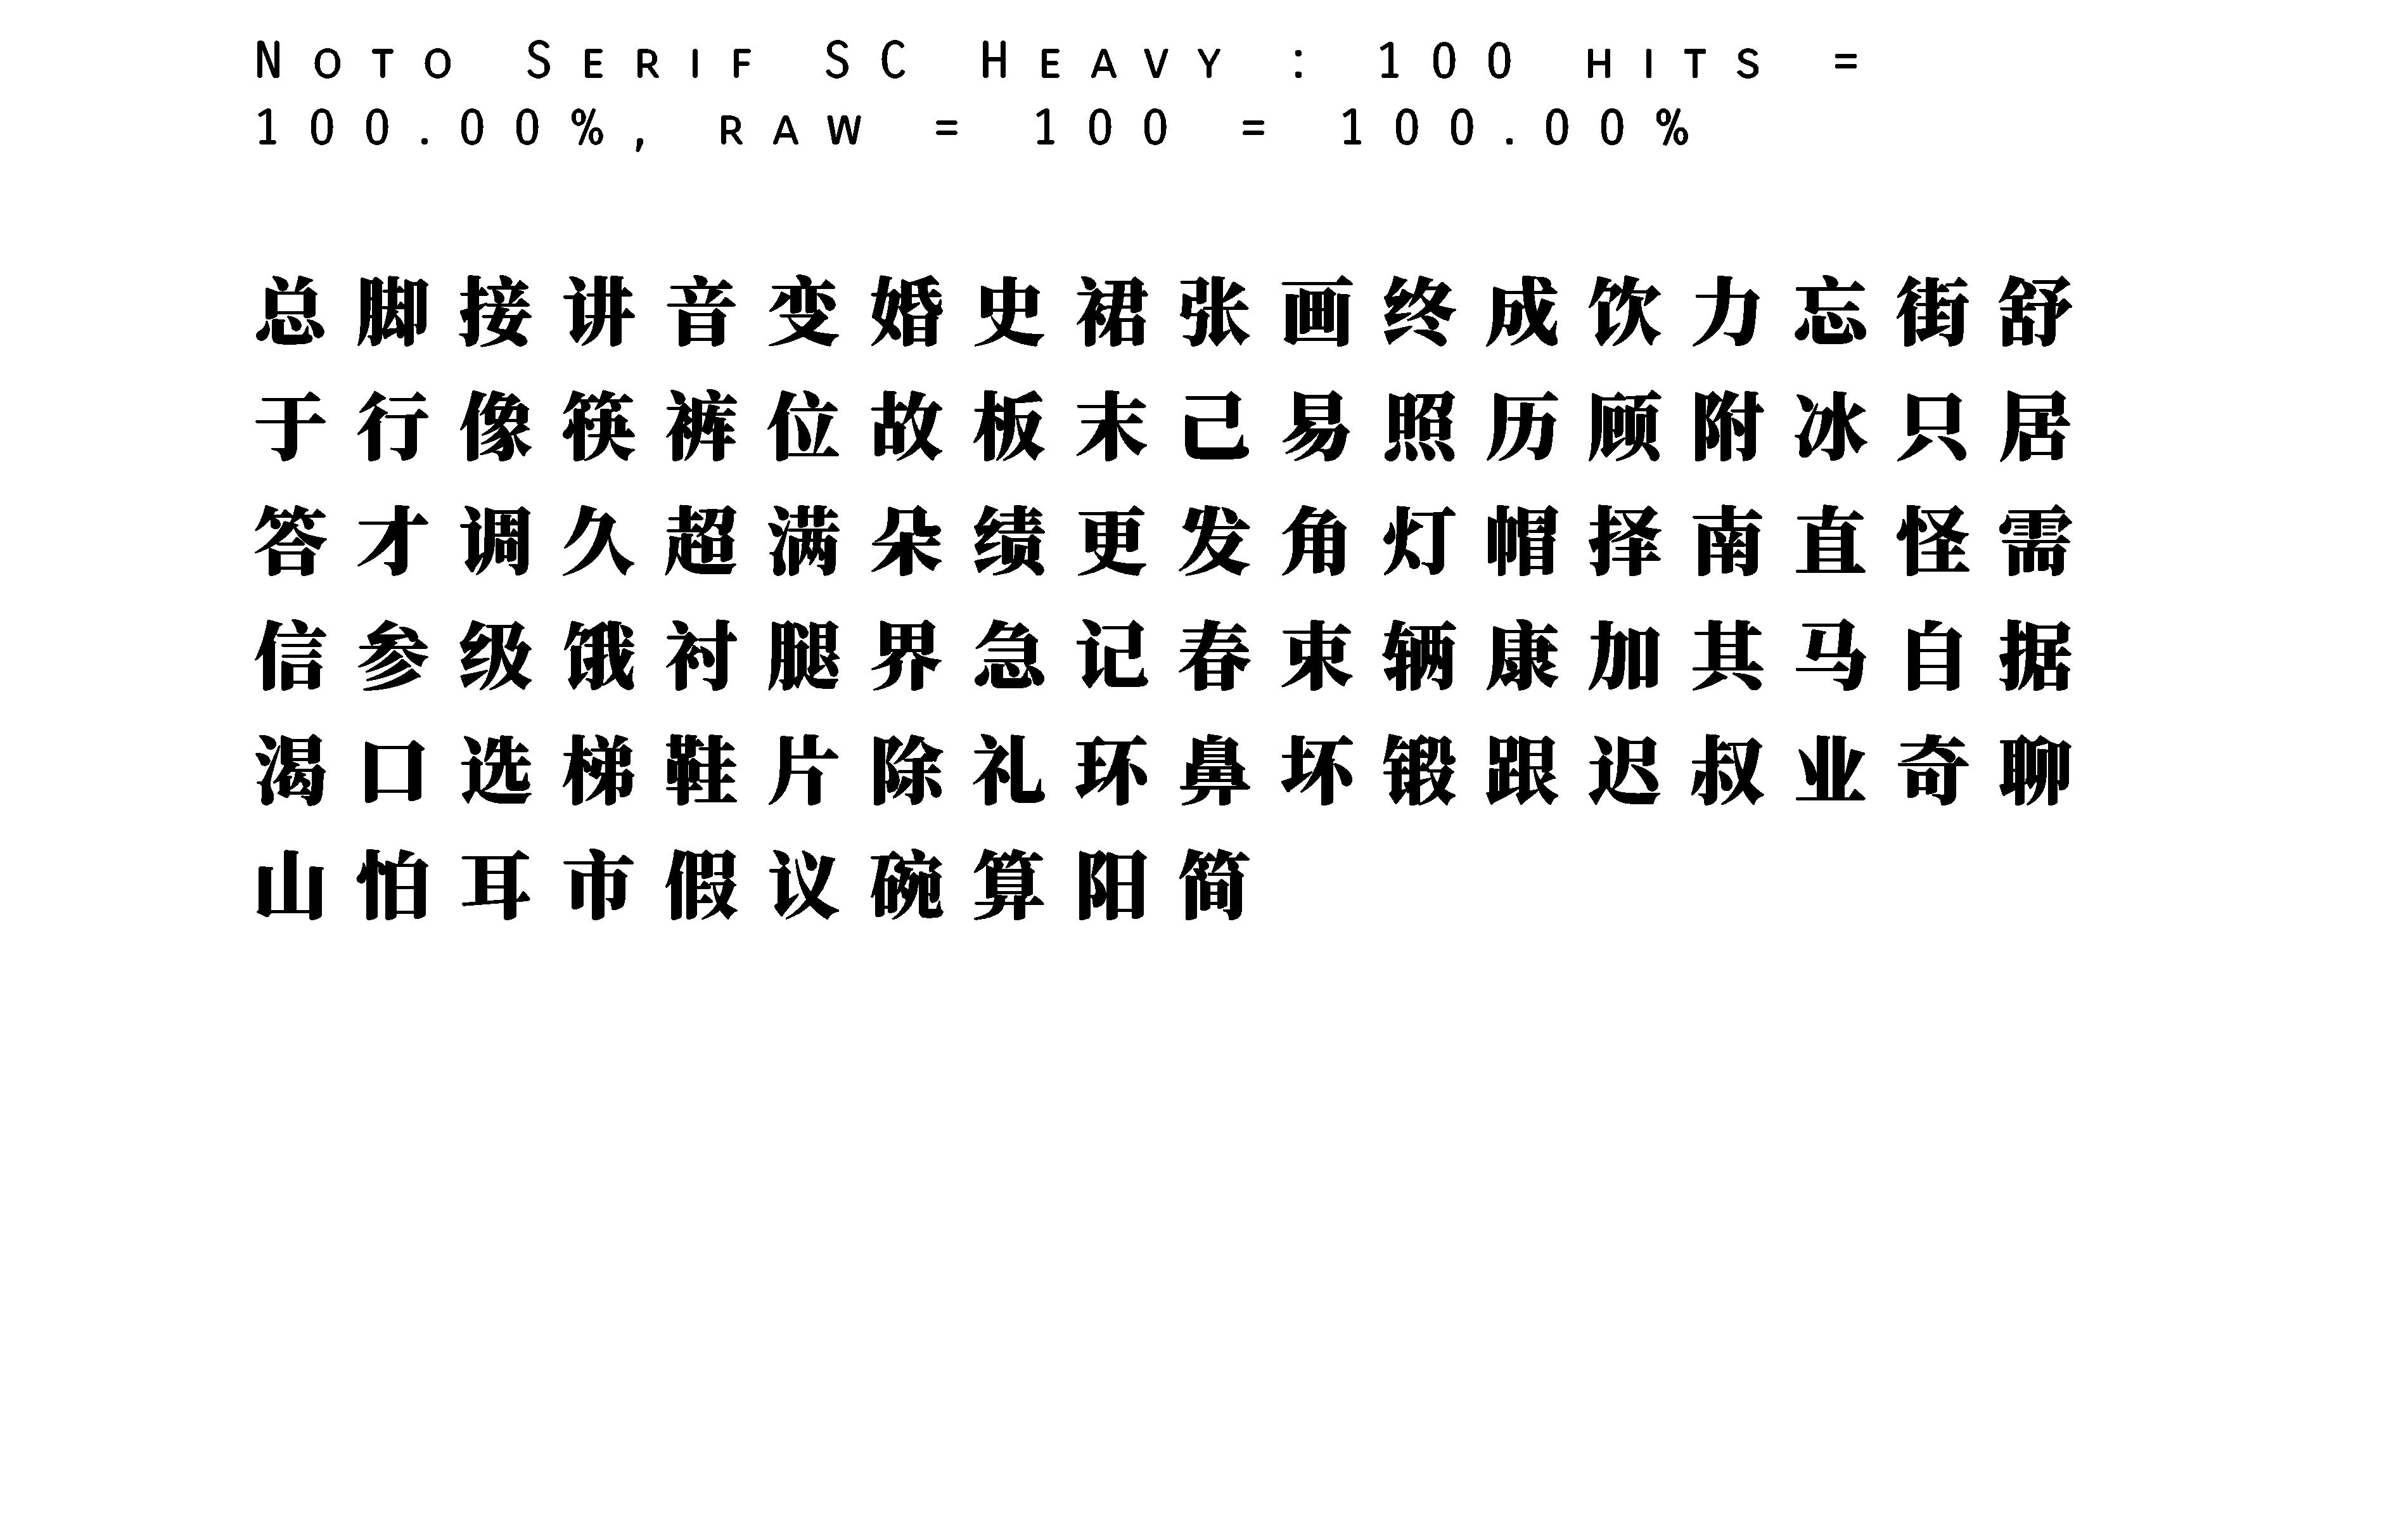 Noto Serif SC Heavy : 100 hits =
100.00%, raw = 100 = 100.00%
总脚接讲音变婚史裙张画终成饮力忘街舒
于行像筷裤位故板末己易照历顾附冰只居
答才调久超满朵绩更发角灯帽择南直怪需
信参级饿衬腿界急记春束辆康加其马自据
渴口选梯鞋片除礼环鼻坏锻跟迟叔业奇聊
山怕耳市假议碗算阳简